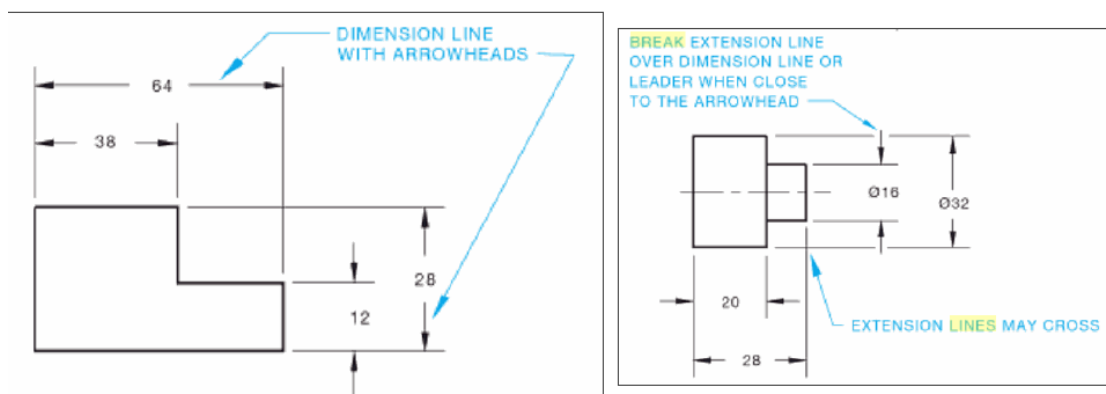 DIMENSION LINE
WITH ARROWHEADS
64
38
28
12
BREAK EXTENSION LINE
OVER DIMENSION LINE OR
LEADER WHEN CLOSE
TO THE ARROWHEAD
Ø16
Ø32
20
EXTENSION LINES MAY CROSS
28